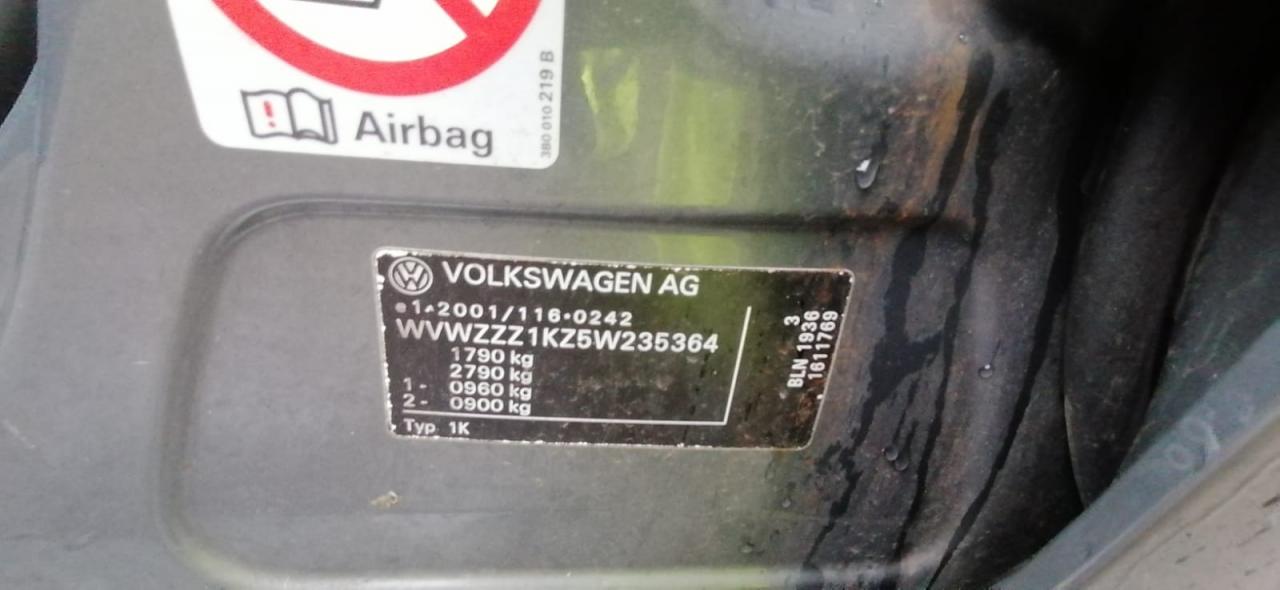 Airbag
3B0 010 219 B
VOLKSWAGEN AG
e1*2001/116*0242
WVWZZZ1KZ5W235364
1790 kg
2790 kg
1- 0960 kg
2- 0900 kg
Typ 1K
3
BLN 1936
1611769